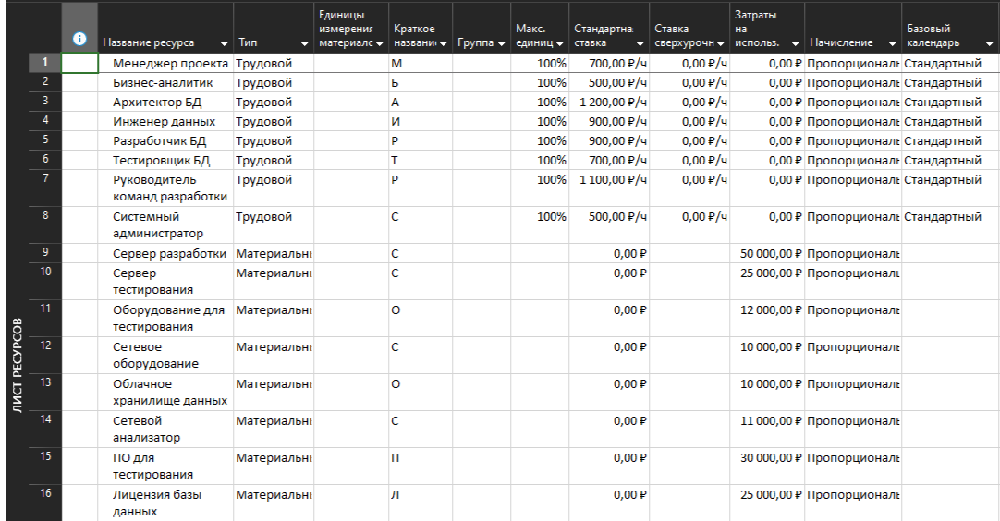 Название ресурса Тип Единицы измерения материалс Краткое названи Группа Макс. единиц Стандартна ставка Ставка сверхурочн Затраты на использ. Начисление Базовый календарь
1 Менеджер проекта Трудовой М 100% 700,00 ₽/ч 0,00 ₽/ч 0,00 ₽ Пропорциональ Стандартный
2 Бизнес-аналитик Трудовой Б 100% 500,00 ₽/ч 0,00 ₽/ч 0,00 ₽ Пропорциональ Стандартный
3 Архитектор БД Трудовой А 100% 1 200,00 ₽/ч 0,00 ₽/ч 0,00 ₽ Пропорциональ Стандартный
4 Инженер данных Трудовой И 100% 900,00 ₽/ч 0,00 ₽/ч 0,00 ₽ Пропорциональ Стандартный
5 Разработчик БД Трудовой Р 100% 900,00 ₽/ч 0,00 ₽/ч 0,00 ₽ Пропорциональ Стандартный
6 Тестировщик БД Трудовой Т 100% 700,00 ₽/ч 0,00 ₽/ч 0,00 ₽ Пропорциональ Стандартный
7 Руководитель Трудовой Р 100% 1 100,00 ₽/ч 0,00 ₽/ч 0,00 ₽ Пропорциональ Стандартный
команд разработки
8 Системный Трудовой С 100% 500,00 ₽/ч 0,00 ₽/ч 0,00 ₽ Пропорциональ Стандартный
администратор
9 Сервер разработки Материальнь С 0,00 ₽ 50 000,00 ₽ Пропорциональ
10 Сервер Материальнь С 0,00 ₽ 25 000,00 ₽ Пропорциональ
тестирования
11 Оборудование для Материальнь О 0,00 ₽ 12 000,00 ₽ Пропорциональ
тестирования
12 Сетевое Материальнь С 0,00 ₽ 10 000,00 ₽ Пропорциональ
оборудование
13 Облачное Материальнь О 0,00 ₽ 10 000,00 ₽ Пропорциональ
хранилище данных
14 Сетевой Материальнь С 0,00 ₽ 11 000,00 ₽ Пропорциональ
анализатор
15 ПО для Материальнь П 0,00 ₽ 30 000,00 ₽ Пропорциональ
тестирования
16 Лицензия базы Материальнь Л 0,00 ₽ 25 000,00 ₽ Пропорциональ
данных
ЛИСТ РЕСУРСОВ